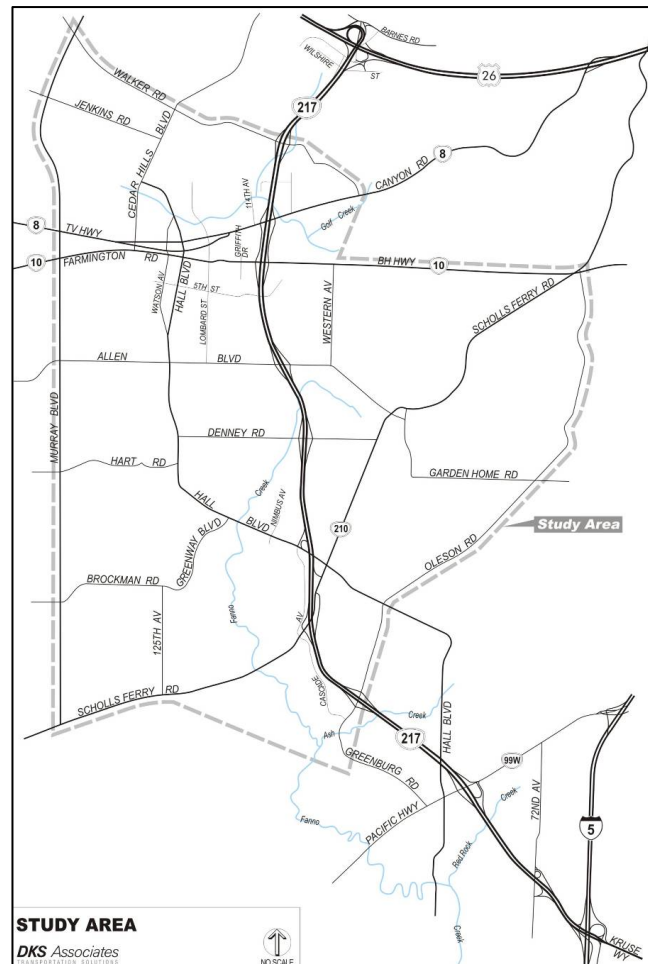 BARNES RD
WILSHIRE
ST
26
WALKER RD
217
JENKINS RD
CEDAR HILLS BLVD
CANYON RD
8
114TH AV
Golf Creek
8
TV HWY
GRIFFITH
DR
10
FARMINGTON RD
BH HWY
10
WATSON AV
HALL BLVD
5TH ST
LOMBARD ST
WESTERN AV
SCHOLLS FERRY RD
ALLEN BLVD
MURRAY BLVD
DENNEY RD
HART RD
Creek
GARDEN HOME RD
NIMBUS AV
HALL BLVD
210
Study Area
GREENWAY BLVD
OLESON RD
BROCKMAN RD
Fanno
125TH AV
CASCADE AV
SCHOLLS FERRY RD
Ash Creek
217
HALL BLVD
GREENBURG RD
99W
72ND AV
Fanno
PACIFIC HWY
Red Rock Creek
5
Creek
KRUSE
WY
STUDY AREA
DKS Associates
TRANSPORTATION SOLUTIONS
NO SCALE